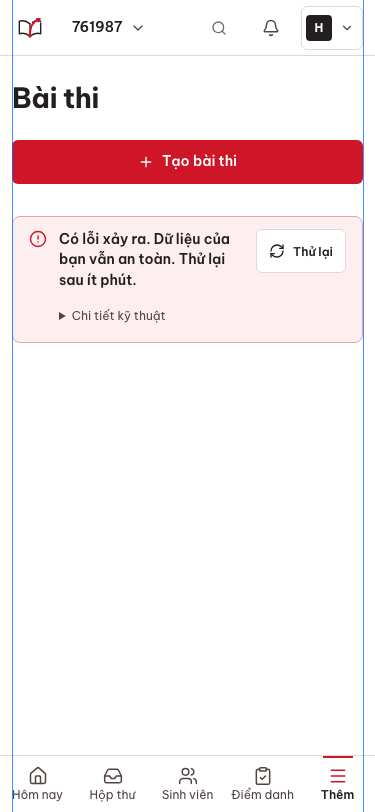 761987
H
Bài thi
Tạo bài thi
Có lỗi xảy ra. Dữ liệu của
bạn vẫn an toàn. Thử lại
sau ít phút.
Thử lại
Chi tiết kỹ thuật
Hôm nay
Hộp thư
Sinh viên
Điểm danh
Thêm